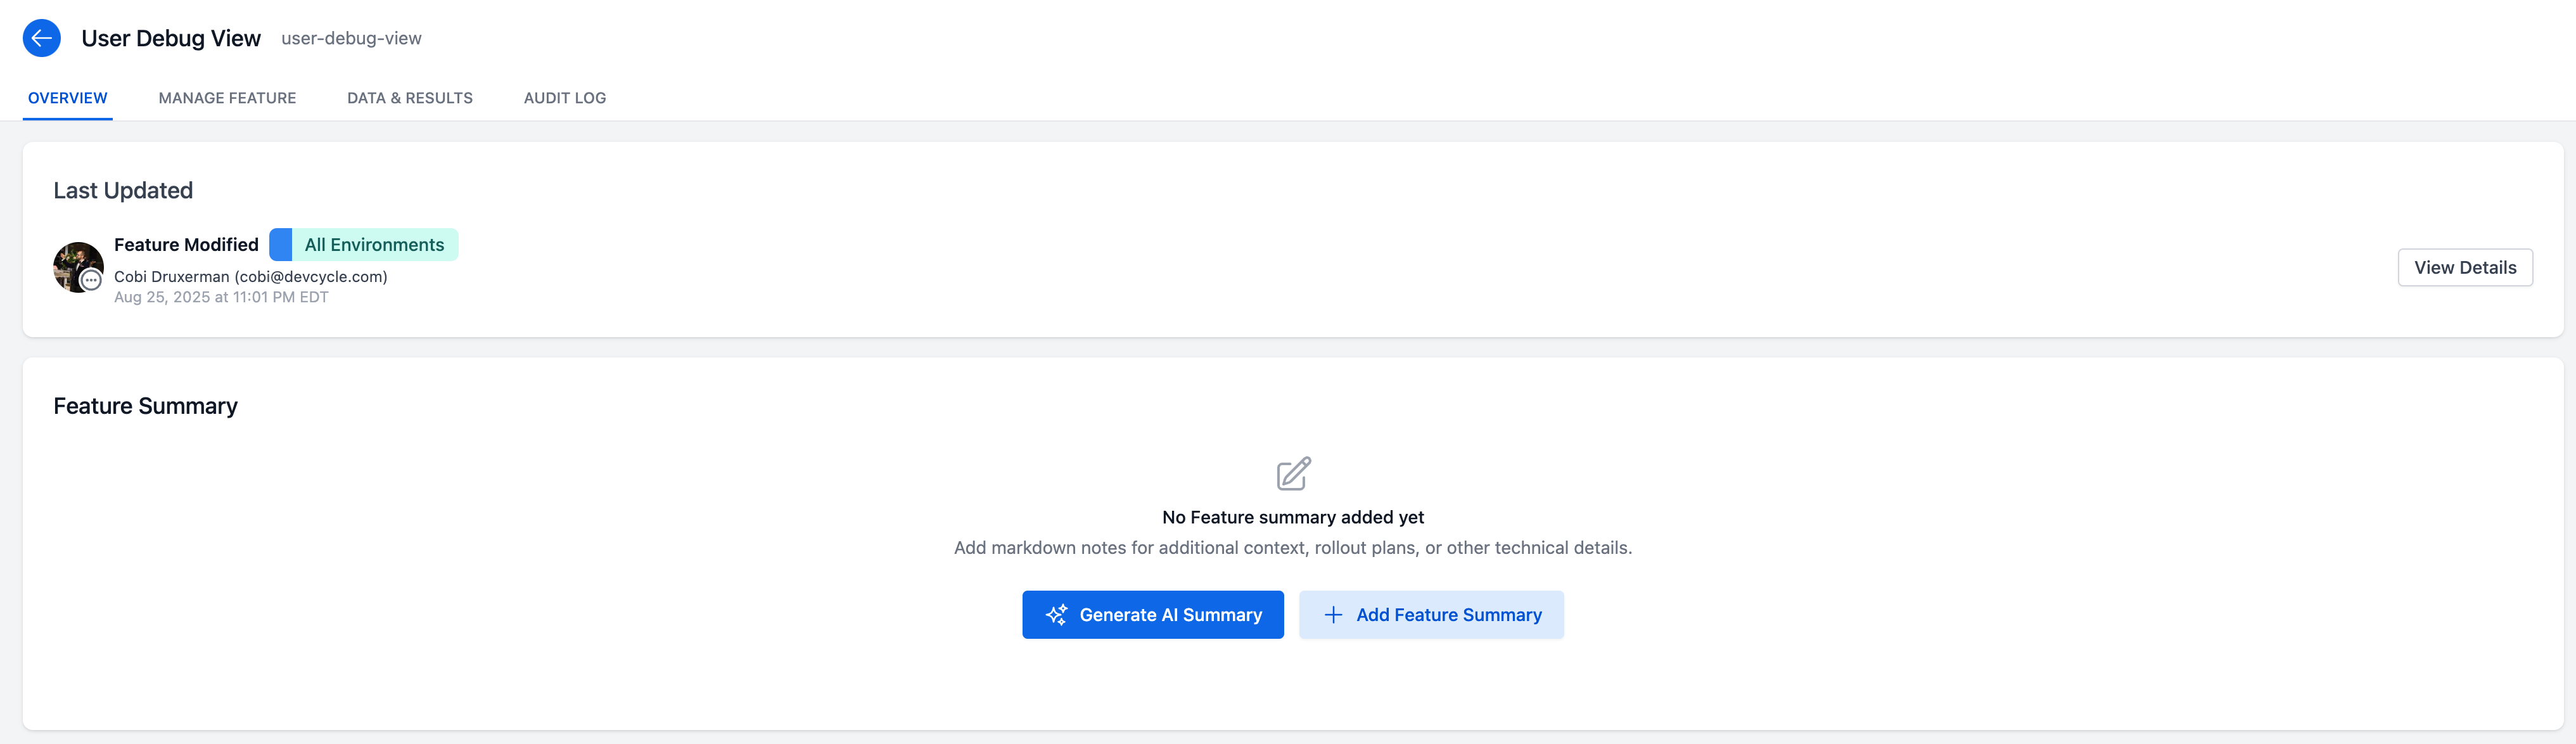 User Debug View user-debug-view
OVERVIEW MANAGE FEATURE DATA & RESULTS AUDIT LOG
Last Updated
Feature Modified All Environments
Cobi Druxerman (cobi@devcycle.com)
Aug 25, 2025 at 11:01 PM EDT
View Details
Feature Summary
No Feature summary added yet
Add markdown notes for additional context, rollout plans, or other technical details.
Generate AI Summary Add Feature Summary